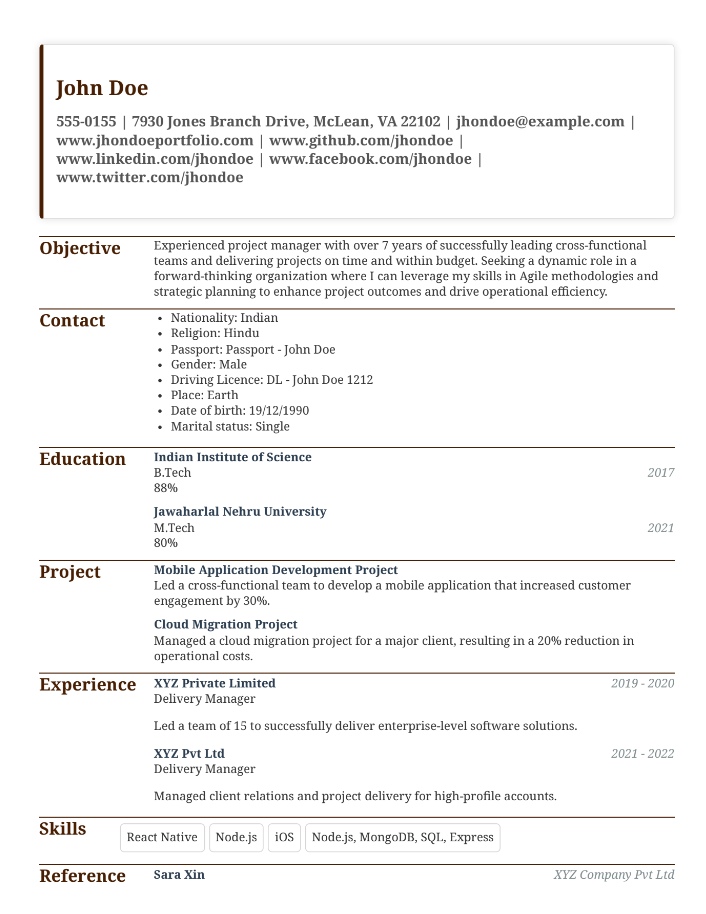 John Doe
555-0155 | 7930 Jones Branch Drive, McLean, VA 22102 | jhondoe@example.com |
www.jhondoeportfolio.com | www.github.com/jhondoe |
www.linkedin.com/jhondoe | www.facebook.com/jhondoe |
www.twitter.com/jhondoe
Objective
Experienced project manager with over 7 years of successfully leading cross-functional
teams and delivering projects on time and within budget. Seeking a dynamic role in a
forward-thinking organization where I can leverage my skills in Agile methodologies and
strategic planning to enhance project outcomes and drive operational efficiency.
Contact
• Nationality: Indian
• Religion: Hindu
• Passport: Passport - John Doe
• Gender: Male
• Driving Licence: DL - John Doe 1212
• Place: Earth
• Date of birth: 19/12/1990
• Marital status: Single
Education
Indian Institute of Science
B.Tech 2017
88%
Jawaharlal Nehru University
M.Tech 2021
80%
Project
Mobile Application Development Project
Led a cross-functional team to develop a mobile application that increased customer
engagement by 30%.
Cloud Migration Project
Managed a cloud migration project for a major client, resulting in a 20% reduction in
operational costs.
Experience
XYZ Private Limited 2019 - 2020
Delivery Manager
Led a team of 15 to successfully deliver enterprise-level software solutions.
XYZ Pvt Ltd 2021 - 2022
Delivery Manager
Managed client relations and project delivery for high-profile accounts.
Skills
React Native Node.js iOS Node.js, MongoDB, SQL, Express
Reference
Sara Xin XYZ Company Pvt Ltd